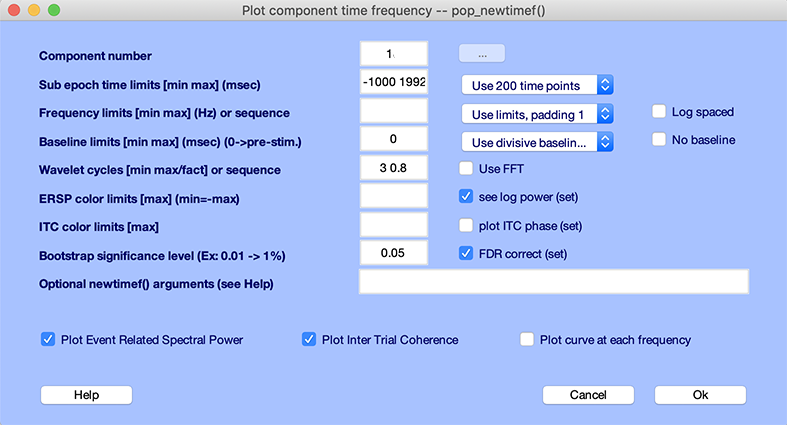 Plot component time frequency -- pop_newtimef()
Component number 1 ...
Sub epoch time limits [min max] (msec) -1000 1992 Use 200 time points
Frequency limits [min max] (Hz) or sequence Use limits, padding 1 Log spaced
Baseline limits [min max] (msec) (0->pre-stim.) 0 Use divisive baselin... No baseline
Wavelet cycles [min max/fact] or sequence 3 0.8 Use FFT
ERSP color limits [max] (min=-max) see log power (set)
ITC color limits [max] plot ITC phase (set)
Bootstrap significance level (Ex: 0.01 -> 1%) 0.05 FDR correct (set)
Optional newtimef() arguments (see Help)
Plot Event Related Spectral Power Plot Inter Trial Coherence Plot curve at each frequency
Help Cancel Ok